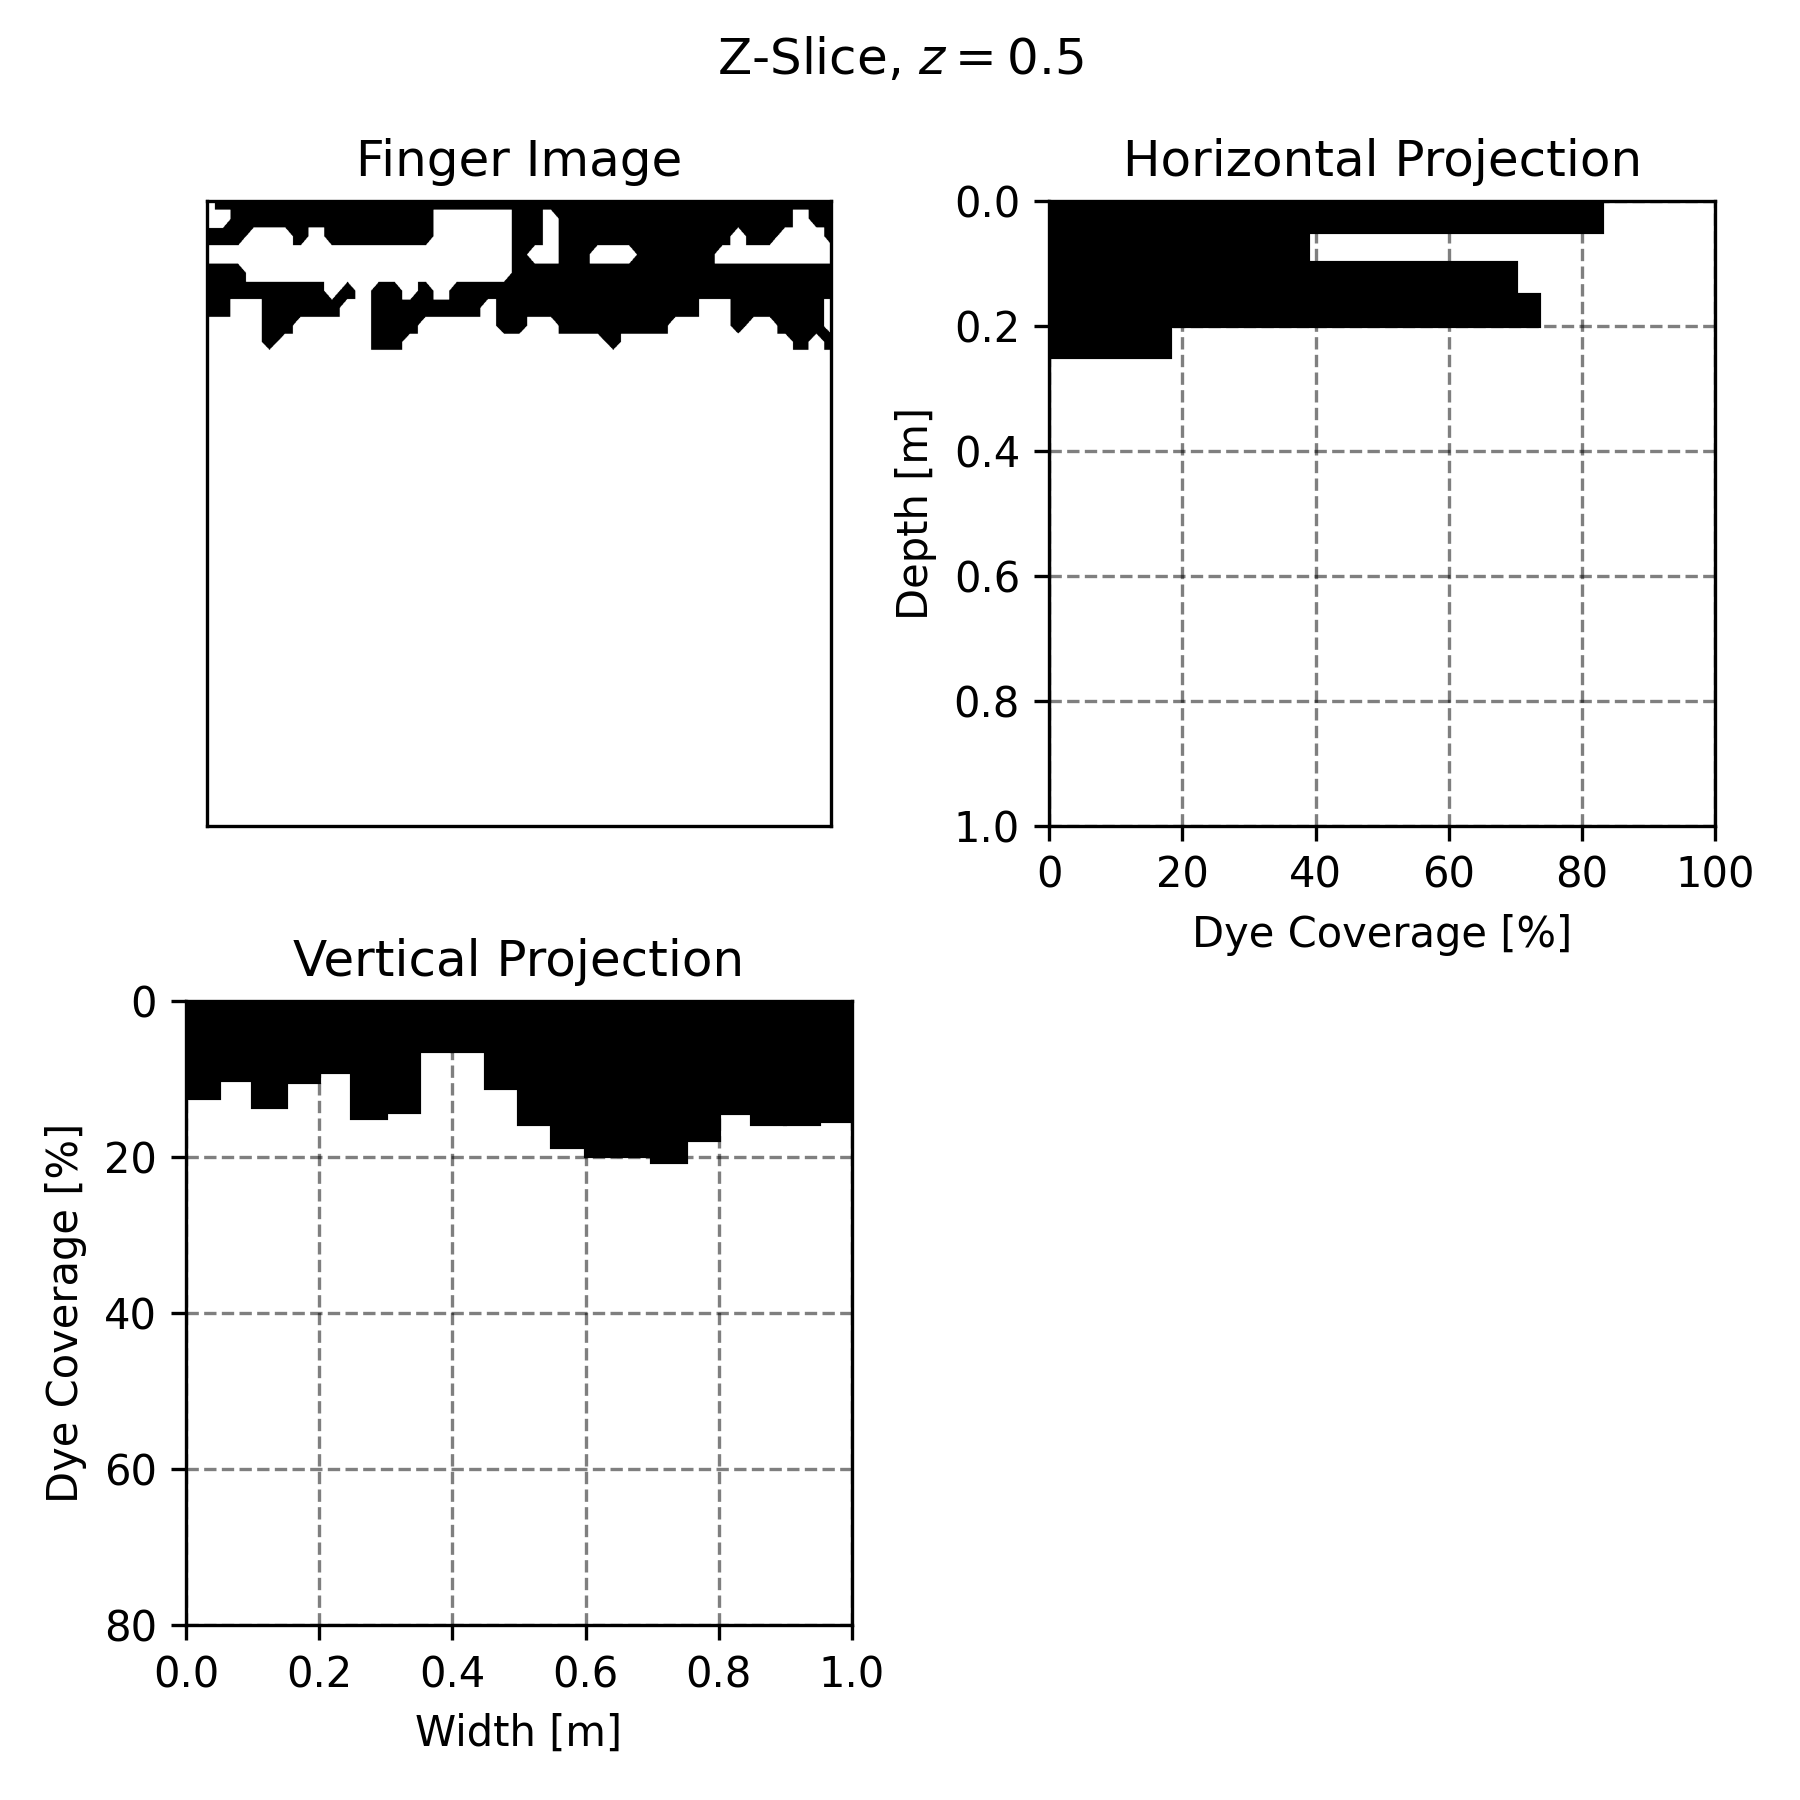 Z-Slice, z = 0.5
Finger Image
Horizontal Projection
0.0
0.2
0.4
0.6
0.8
1.0
Depth [m]
0 20 40 60 80 100
Dye Coverage [%]
Vertical Projection
0
20
40
60
80
Dye Coverage [%]
0.0 0.2 0.4 0.6 0.8 1.0
Width [m]